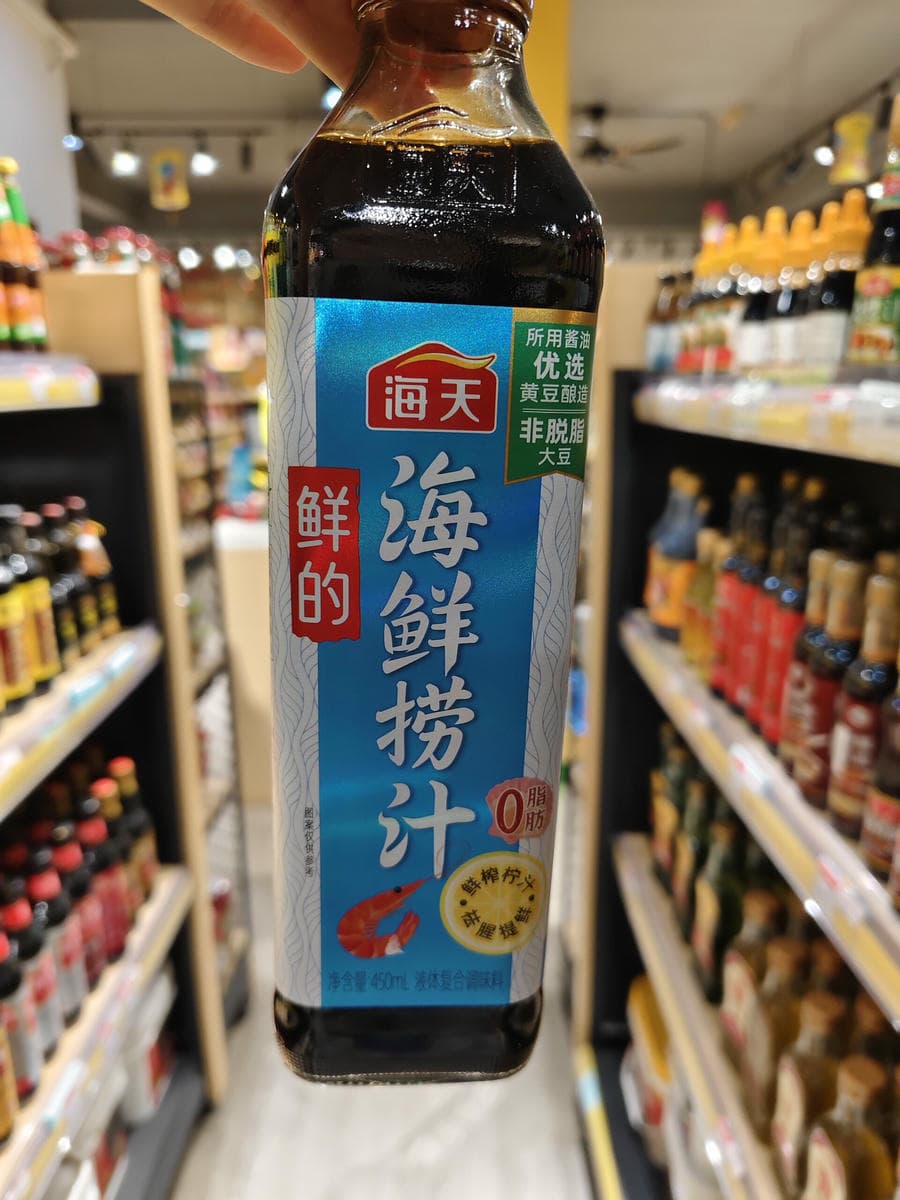 海天
所用酱油
优选
黄豆酿造
非脱脂
大豆
鲜的
海鲜捞汁
0脂肪
鲜榨柠汁
去腥提鲜
图案仅供参考
净含量 450mL 液体复合调味料